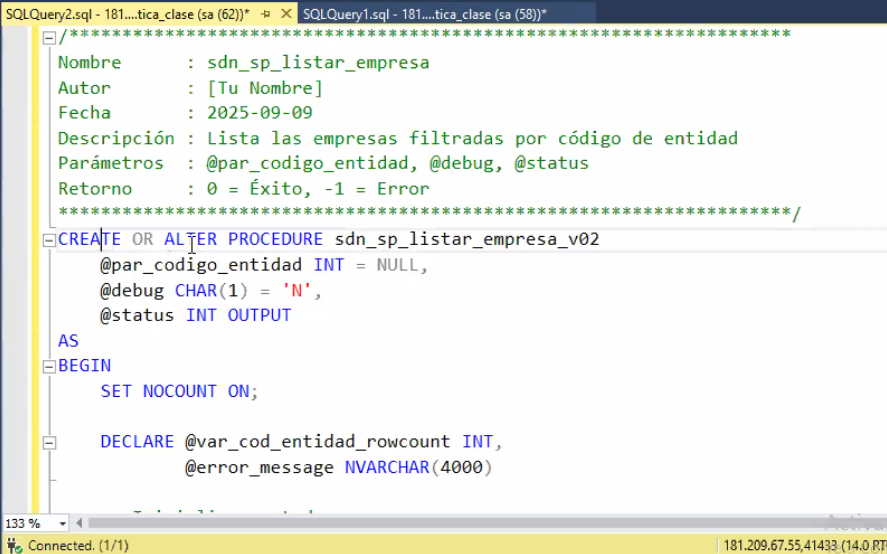 SQLQuery2.sql - 181....tica_clase (sa (62))* SQLQuery1.sql - 181....tica_clase (sa (58))*
/********************************************************************
Nombre : sdn_sp_listar_empresa
Autor : [Tu Nombre]
Fecha : 2025-09-09
Descripción : Lista las empresas filtradas por código de entidad
Parámetros : @par_codigo_entidad, @debug, @status
Retorno : 0 = Éxito, -1 = Error
*********************************************************************/
CREATE OR ALTER PROCEDURE sdn_sp_listar_empresa_v02
@par_codigo_entidad INT = NULL,
@debug CHAR(1) = 'N',
@status INT OUTPUT
AS
BEGIN
SET NOCOUNT ON;
DECLARE @var_cod_entidad_rowcount INT,
@error_message NVARCHAR(4000)
133 %
Connected. (1/1) 181.209.67.55,41433 (14.0 RT